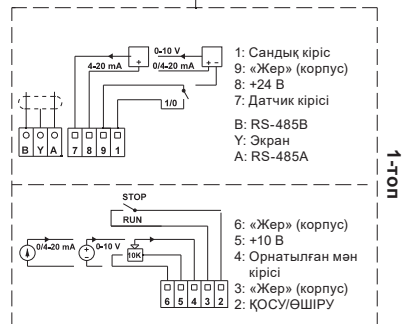 0-10 V
4-20 mA
0/4-20 mA
1/0
B Y A 7 8 9 1
1: Сандық кіріс
9: «Жер» (корпус)
8: +24 В
7: Датчик кірісі
B: RS-485B
Y: Экран
A: RS-485A
1-топ
STOP
RUN
0/4-20 mA
0-10 V
10K
6 5 4 3 2
6: «Жер» (корпус)
5: +10 В
4: Орнатылған мән
кірісі
3: «Жер» (корпус)
2: ҚОСУ/ӨШІРУ